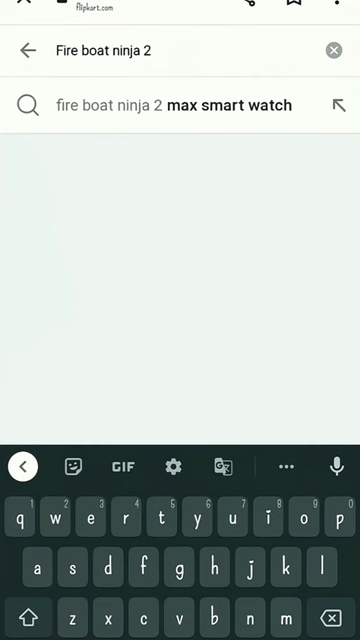 flipkart.com
Fire boat ninja 2
fire boat ninja 2 max smart watch
GIF
1 2 3 4 5 6 7 8 9 0
q w e r t y u i o p
a s d f g h j k l
z x c v b n m